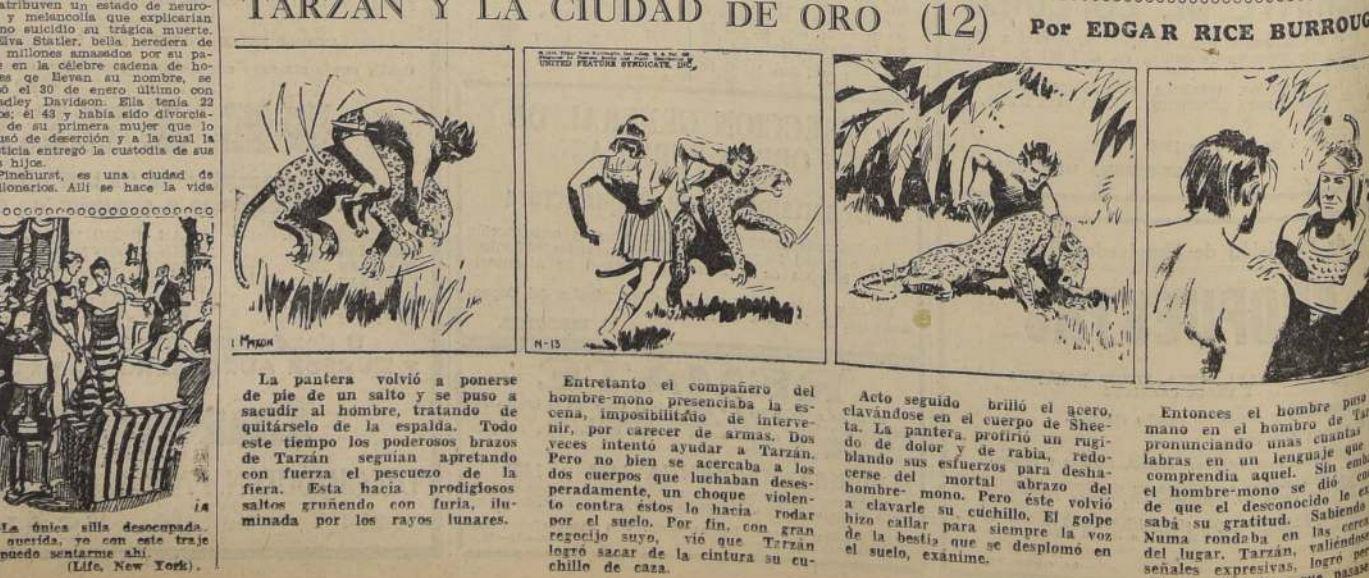 atribuyen un estado de neuro-
y melancolía que explicarían
no suicidio su trágica muerte.
Elva Statler, bella heredera de
millones amasados por su pa-
e en la célebre cadena de ho-
es qe llevan su nombre, se
ó el 30 de enero último con
adley Davidson. Ella tenía 22
os; él 43 y había sido divorcia-
de su primera mujer que lo
usó de deserción y a la cual la
sticia entregó la custodia de sus
s hijos.
Pinehurst, es una ciudad de
llonarios. Allí se hace la vida
La única silla desocupada.
querida, yo con este traje
puedo sentarme ahí.
(Life, New York).
TARZAN Y LA CIUDAD DE ORO (12)
Por EDGAR RICE BURROUG
UNITED FEATURE SYNDICATE, INC.
MAXON
N-13
La pantera volvió a ponerse
de pie de un salto y se puso a
sacudir al hombre, tratando de
quitárselo de la espalda. Todo
este tiempo los poderosos brazos
de Tarzán seguían apretando
con fuerza el pescuezo de la
fiera. Esta hacía prodigiosos
saltos gruñendo con furia, ilu-
minada por los rayos lunares.
Entretanto el compañero del
hombre-mono presenciaba la es-
cena, imposibilitado de interve-
nir, por carecer de armas. Dos
veces intentó ayudar a Tarzán.
Pero no bien se acercaba a los
dos cuerpos que luchaban deses-
peradamente, un choque violen-
to contra éstos lo hacía rodar
por el suelo. Por fin, con gran
regocijo suyo, vió que Tarzán
logró sacar de la cintura su cu-
chillo de caza.
Acto seguido brilló el acero,
clavándose en el cuerpo de Shee-
ta. La pantera profirió un rugi-
do de dolor y de rabia, redo-
blando sus esfuerzos para desha-
cerse del mortal abrazo del
hombre- mono. Pero éste volvió
a clavarle su cuchillo. El golpe
hizo callar para siempre la voz
de la bestia que se desplomó en
el suelo, exánime.
Entonces el hombre puso
mano en el hombro de
pronunciando unas cuantas
labras en un lenguaje que
comprendía aquel. Sin emb
el hombre-mono se dió
de que el desconocido le
saba su gratitud. Sabiendo
Numa rondaba en las cerc
del lugar, Tarzán, valiéndose
señales expresivas, logró